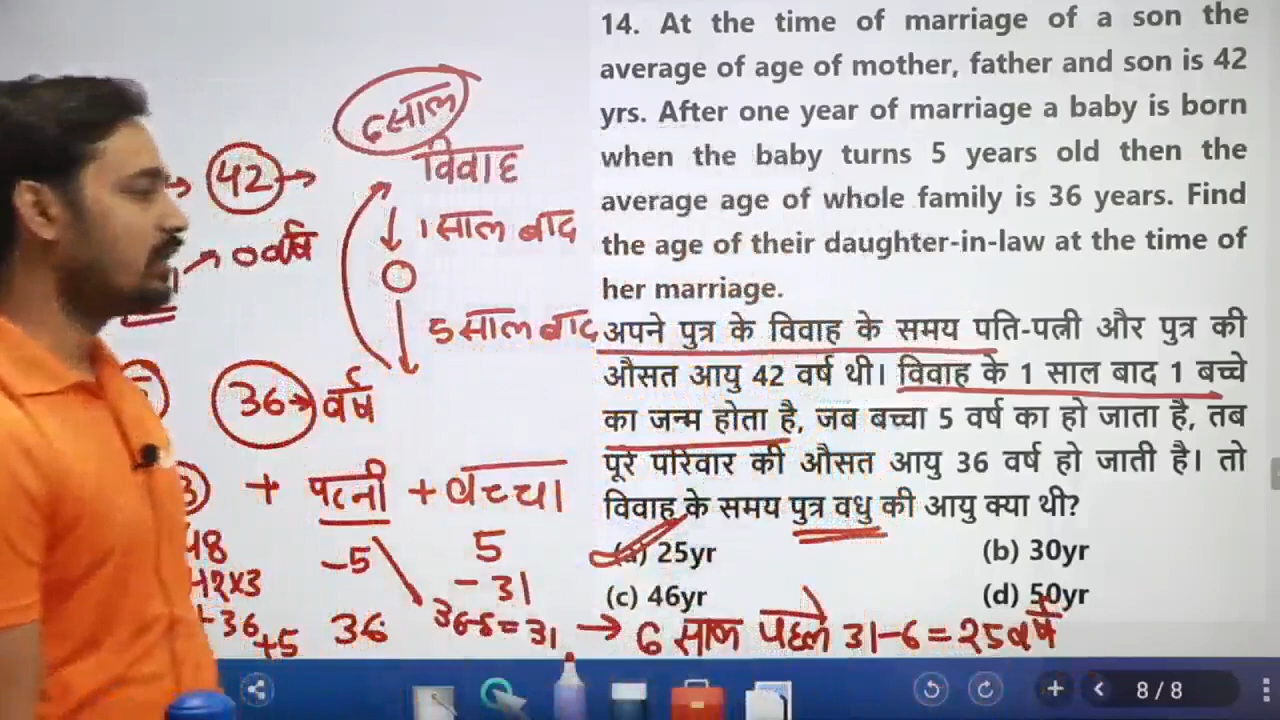 14. At the time of marriage of a son the
average of age of mother, father and son is 42
yrs. After one year of marriage a baby is born
when the baby turns 5 years old then the
average age of whole family is 36 years. Find
the age of their daughter-in-law at the time of
her marriage.
अपने पुत्र के विवाह के समय पति-पत्नी और पुत्र की
औसत आयु 42 वर्ष थी। विवाह के 1 साल बाद 1 बच्चे
का जन्म होता है, जब बच्चा 5 वर्ष का हो जाता है, तब
पूरे परिवार की औसत आयु 36 वर्ष हो जाती है। तो
विवाह के समय पुत्र वधु की आयु क्या थी?
(a) 25yr (b) 30yr
(c) 46yr (d) 50yr
6 साल
विवाह
42
1 साल बाद
0 वर्ष
5 साल बाद
36 वर्ष
+ पत्नी + बच्चा
48 -5 5
42x3 -31
36 36 36-5=31 → 6 साल पहले 31-6=25 वर्ष
+5
8 / 8